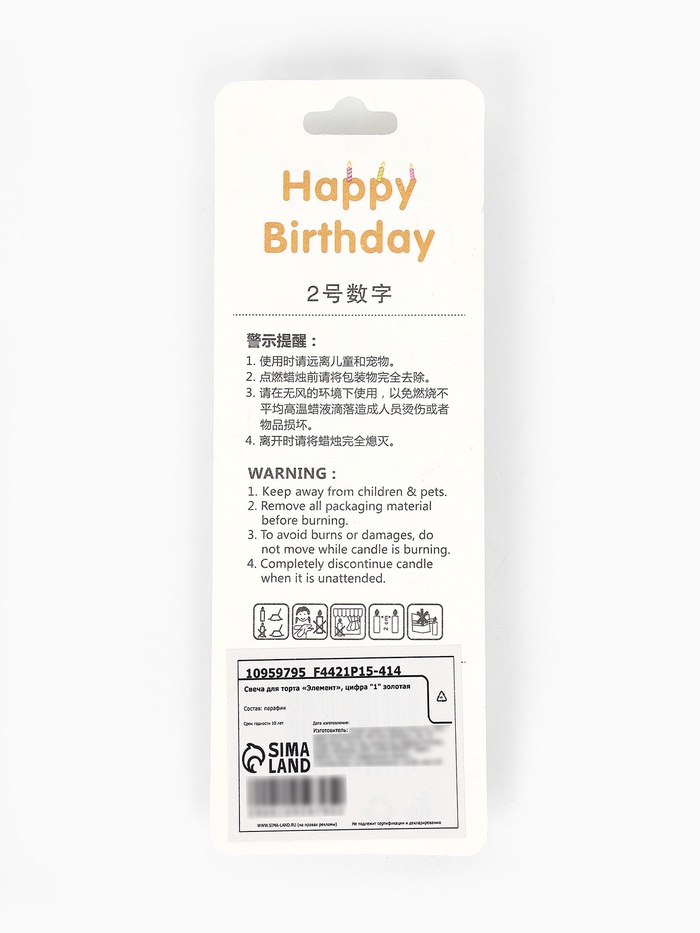 Happy
Birthday
2号数字
警示提醒：
1. 使用时请远离儿童和宠物。
2. 点燃蜡烛前请将包装物完全去除。
3. 请在无风的环境下使用，以免燃烧不
平均高温蜡液滴落造成人员烫伤或者
物品损坏。
4. 离开时请将蜡烛完全熄灭。
WARNING :
1. Keep away from children & pets.
2. Remove all packaging material
before burning.
3. To avoid burns or damages, do
not move while candle is burning.
4. Completely discontinue candle
when it is unattended.
10959795 F4421P15-414
Свеча для торта «Элемент», цифра "1" золотая
Состав: парафин
Срок годности 10 лет Дата изготовления:
Изготовитель:
SIMA
LAND
WWW.SIMA-LAND.RU (на правах рекламы) Не подлежит сертификации и декларированию